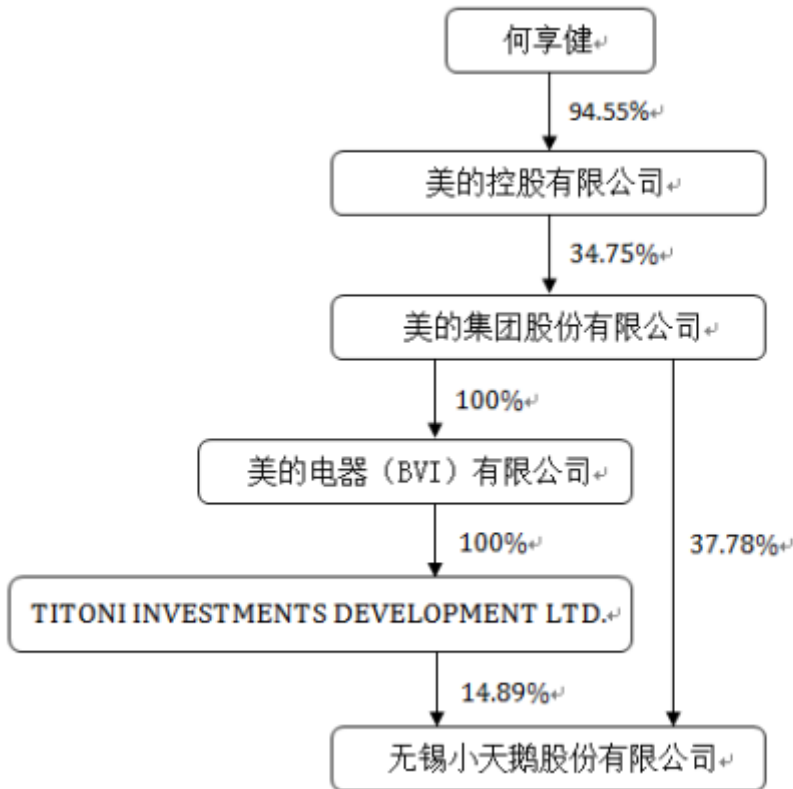 何享健
94.55%
美的控股有限公司
34.75%
美的集团股份有限公司
100%
美的电器（BVI）有限公司
100%
37.78%
TITONI INVESTMENTS DEVELOPMENT LTD.
14.89%
无锡小天鹅股份有限公司